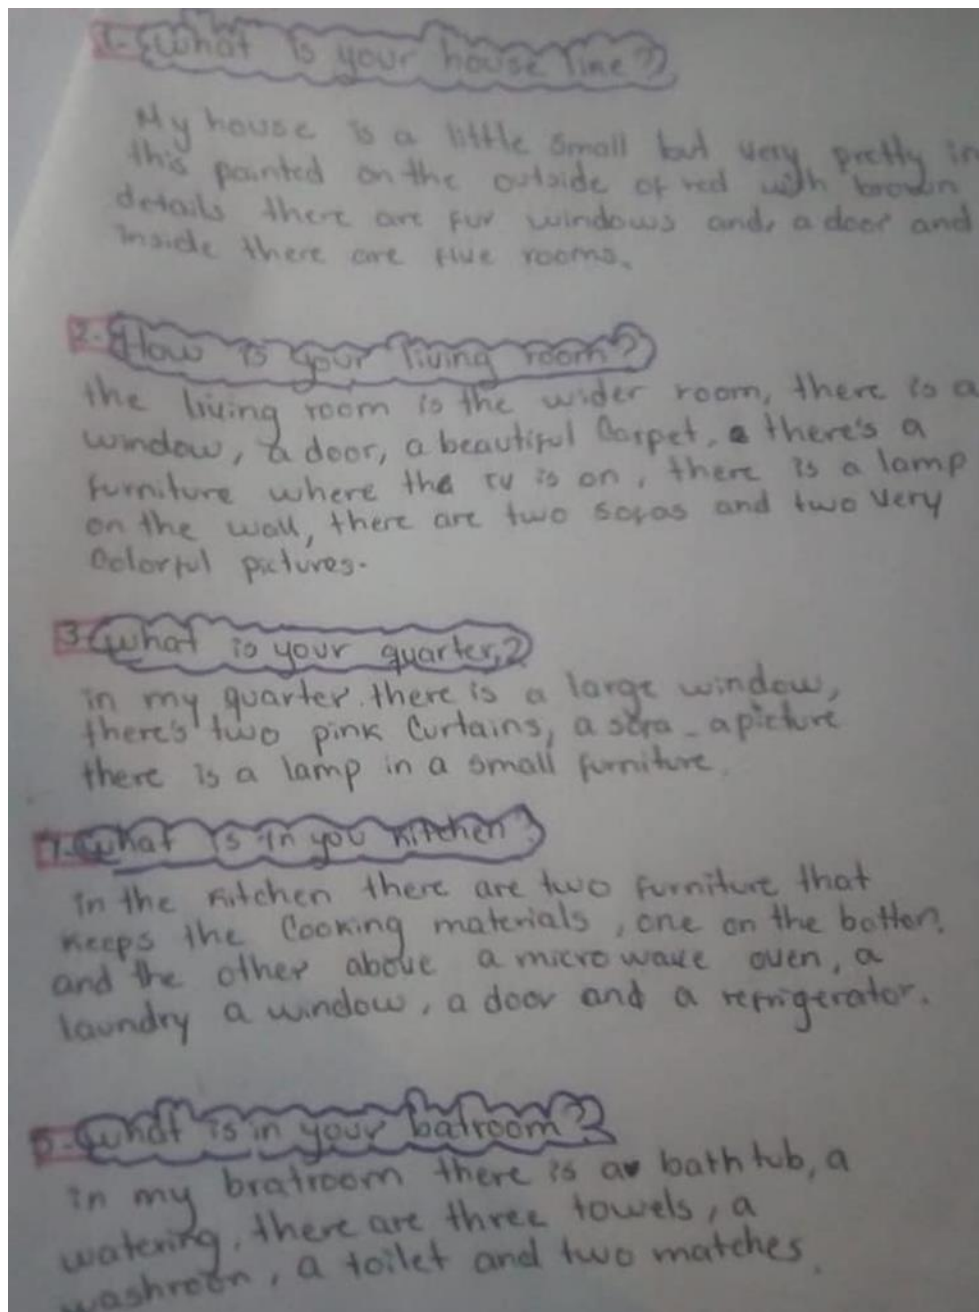 1- What is your house line?
My house is a little small but very pretty in
this painted on the outside of red with brown
details there are fur windows and, a door and
inside there are five rooms.
2- How is your living room?
the living room is the wider room, there is a
window, a door, a beautiful Carpet, there's a
furniture where the TV is on, there is a lamp
on the wall, there are two sofas and two very
Colorful pictures.
3- What is your quarter?
in my quarter there is a large window,
there's two pink Curtains, a sofa - a picture
there is a lamp in a small furniture.
What is in you kitchen?
in the kitchen there are two furniture that
keeps the Cooking materials, one on the botton,
and the other above a microwave oven, a
laundry a window, a door and a refrigerator.
5- What is in your batroom?
in my bratroom there is a bath tub, a
watering, there are three towels, a
washroon, a toilet and two matches.